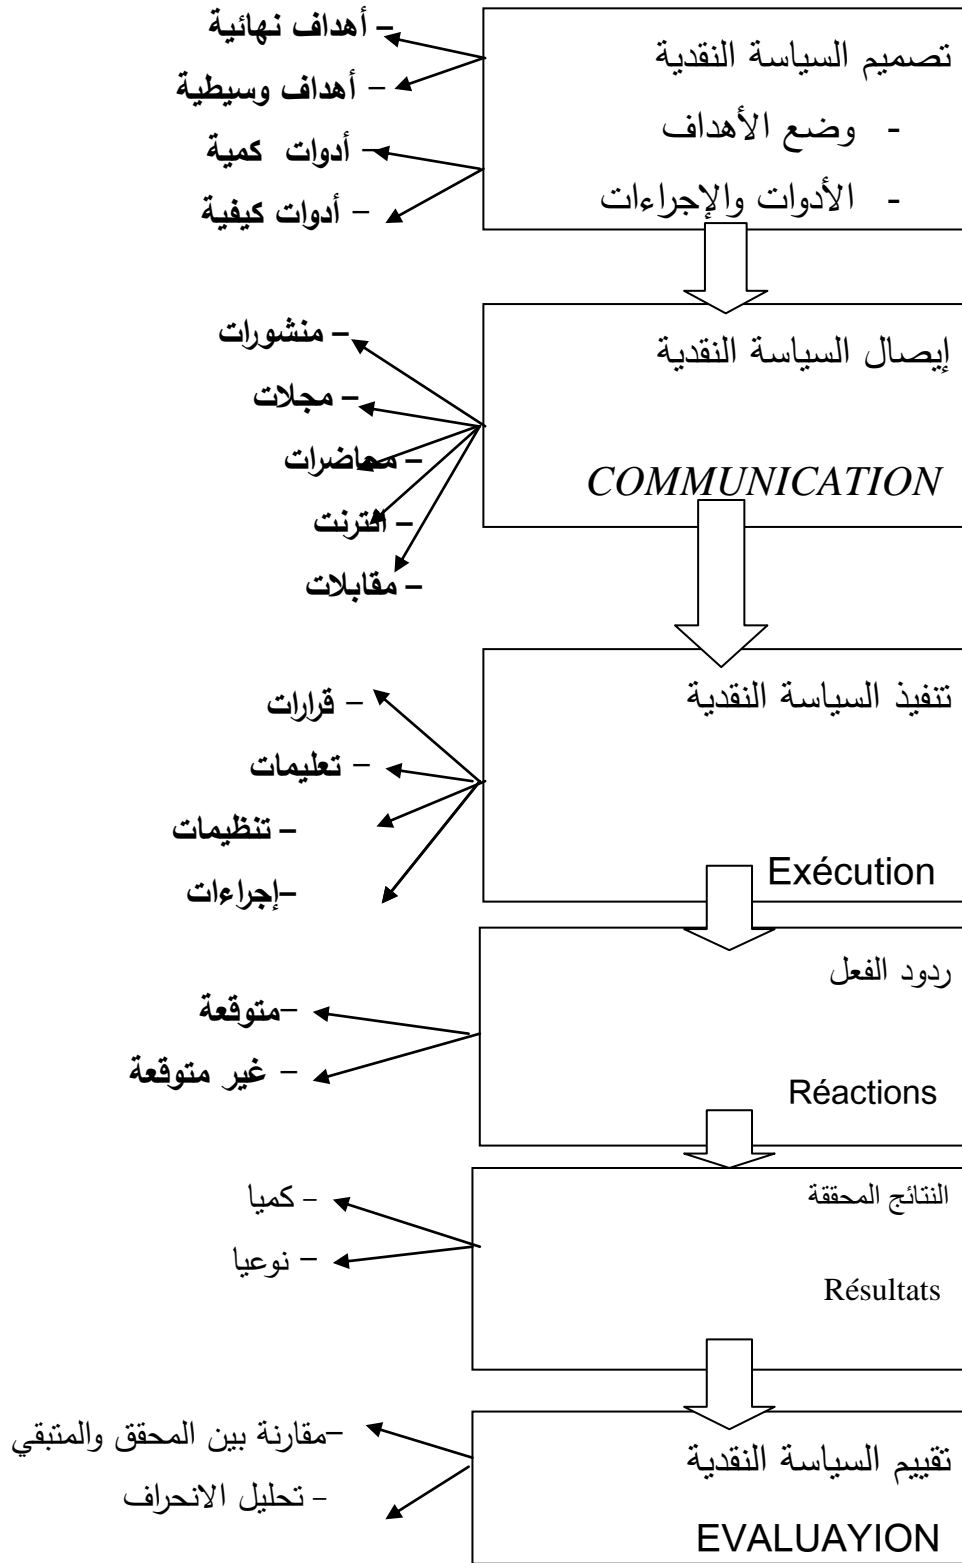 تصميم السياسة النقدية
- وضع الأهداف
- الأدوات والإجراءات
– أهداف نهائية
– أهداف وسيطية
– أدوات كمية
– أدوات كيفية
إيصال السياسة النقدية
COMMUNICATION
– منشورات
– مجلات
– محاضرات
– انترنت
– مقابلات
تنفيذ السياسة النقدية
Exécution
– قرارات
– تعليمات
– تنظيمات
–إجراءات
ردود الفعل
Réactions
–متوقعة
– غير متوقعة
النتائج المحققة
Résultats
- كميا
– نوعيا
تقييم السياسة النقدية
EVALUAYION
–مقارنة بين المحقق والمتبقي
- تحليل الانحراف